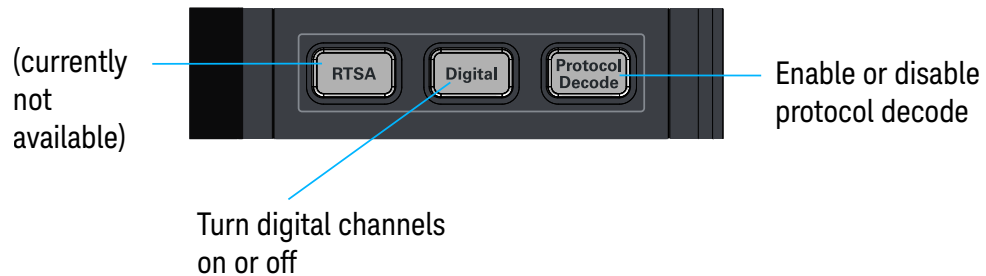 (currently
not
available)
RTSA
Digital
Protocol
Decode
Enable or disable
protocol decode
Turn digital channels
on or off